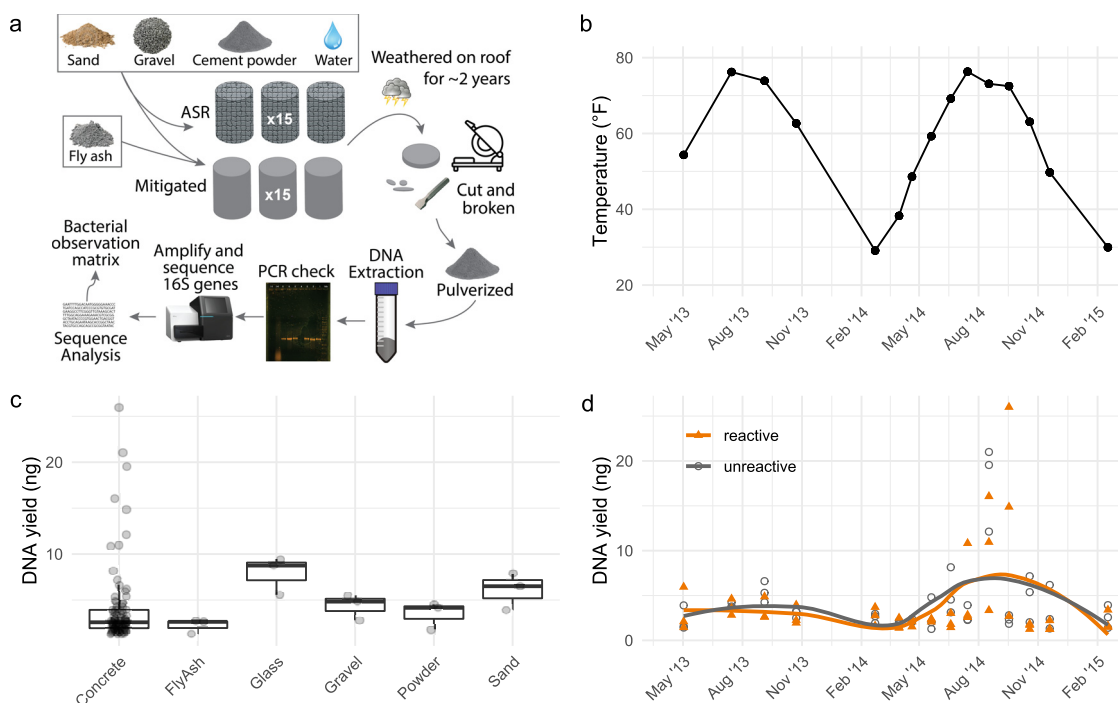 a
Sand
Gravel
Cement powder
Water
Weathered on roof
for ~2 years
ASR
x15
Fly ash
Mitigated
x15
Cut and
broken
Bacterial
observation
matrix
Amplify and
sequence
16S genes
PCR check
DNA
Extraction
Pulverized
Sequence
Analysis
b
Temperature (°F)
80
60
40
20
May '13
Aug '13
Nov '13
Feb '14
May '14
Aug '14
Nov '14
Feb '15
c
DNA yield (ng)
20
10
Concrete
FlyAsh
Glass
Gravel
Powder
Sand
d
DNA yield (ng)
20
10
0
reactive
unreactive
May '13
Aug '13
Nov '13
Feb '14
May '14
Aug '14
Nov '14
Feb '15